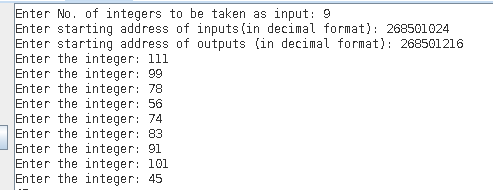 Enter No. of integers to be taken as input: 9
Enter starting address of inputs(in decimal format): 268501024
Enter starting address of outputs (in decimal format): 268501216
Enter the integer: 111
Enter the integer: 99
Enter the integer: 78
Enter the integer: 56
Enter the integer: 74
Enter the integer: 83
Enter the integer: 91
Enter the integer: 101
Enter the integer: 45